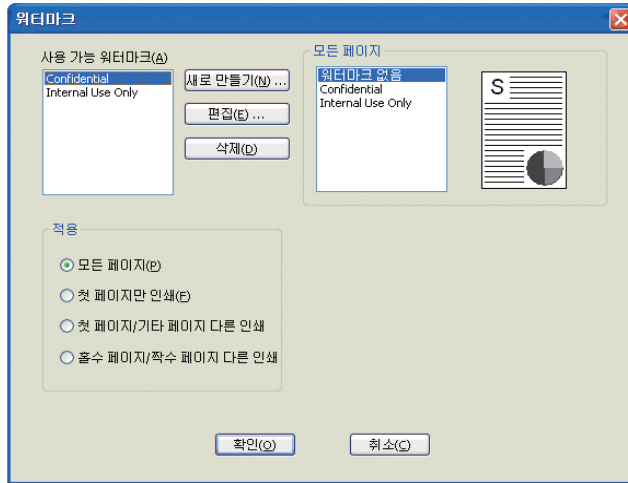 워터마크
사용 가능 워터마크(A)
Confidential
Internal Use Only
새로 만들기(N) ...
편집(E) ...
삭제(D)
모든 페이지
워터마크 없음
Confidential
Internal Use Only
S
적용
모든 페이지(P)
첫 페이지만 인쇄(F)
첫 페이지/기타 페이지 다른 인쇄
홀수 페이지/짝수 페이지 다른 인쇄
확인(O)
취소(C)